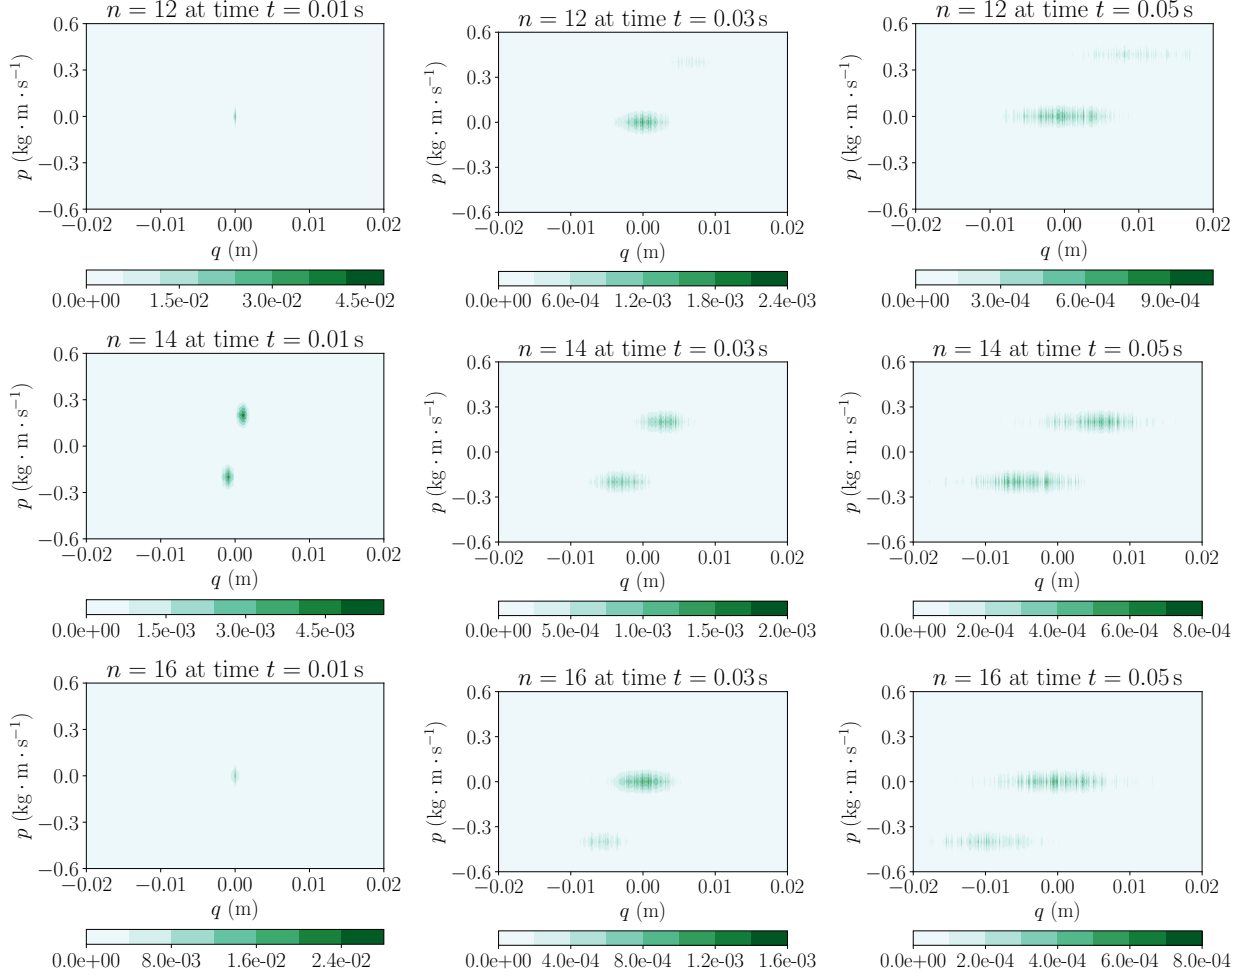 n = 12 at time t = 0.01 s
0.6
0.3
0.0
−0.3
−0.6
p (kg · m · s⁻¹)
−0.02 −0.01 0.00 0.01 0.02
q (m)
0.0e+00 1.5e-02 3.0e-02 4.5e-02
n = 12 at time t = 0.03 s
0.6
0.3
0.0
−0.3
−0.6
p (kg · m · s⁻¹)
−0.02 −0.01 0.00 0.01 0.02
q (m)
0.0e+00 6.0e-04 1.2e-03 1.8e-03 2.4e-03
n = 12 at time t = 0.05 s
0.6
0.3
0.0
−0.3
−0.6
p (kg · m · s⁻¹)
−0.02 −0.01 0.00 0.01 0.02
q (m)
0.0e+00 3.0e-04 6.0e-04 9.0e-04
n = 14 at time t = 0.01 s
0.6
0.3
0.0
−0.3
−0.6
p (kg · m · s⁻¹)
−0.02 −0.01 0.00 0.01 0.02
q (m)
0.0e+00 1.5e-03 3.0e-03 4.5e-03
n = 14 at time t = 0.03 s
0.6
0.3
0.0
−0.3
−0.6
p (kg · m · s⁻¹)
−0.02 −0.01 0.00 0.01 0.02
q (m)
0.0e+00 5.0e-04 1.0e-03 1.5e-03 2.0e-03
n = 14 at time t = 0.05 s
0.6
0.3
0.0
−0.3
−0.6
p (kg · m · s⁻¹)
−0.02 −0.01 0.00 0.01 0.02
q (m)
0.0e+00 2.0e-04 4.0e-04 6.0e-04 8.0e-04
n = 16 at time t = 0.01 s
0.6
0.3
0.0
−0.3
−0.6
p (kg · m · s⁻¹)
−0.02 −0.01 0.00 0.01 0.02
q (m)
0.0e+00 8.0e-03 1.6e-02 2.4e-02
n = 16 at time t = 0.03 s
0.6
0.3
0.0
−0.3
−0.6
p (kg · m · s⁻¹)
−0.02 −0.01 0.00 0.01 0.02
q (m)
0.0e+00 4.0e-04 8.0e-04 1.2e-03 1.6e-03
n = 16 at time t = 0.05 s
0.6
0.3
0.0
−0.3
−0.6
p (kg · m · s⁻¹)
−0.02 −0.01 0.00 0.01 0.02
q (m)
0.0e+00 2.0e-04 4.0e-04 6.0e-04 8.0e-04